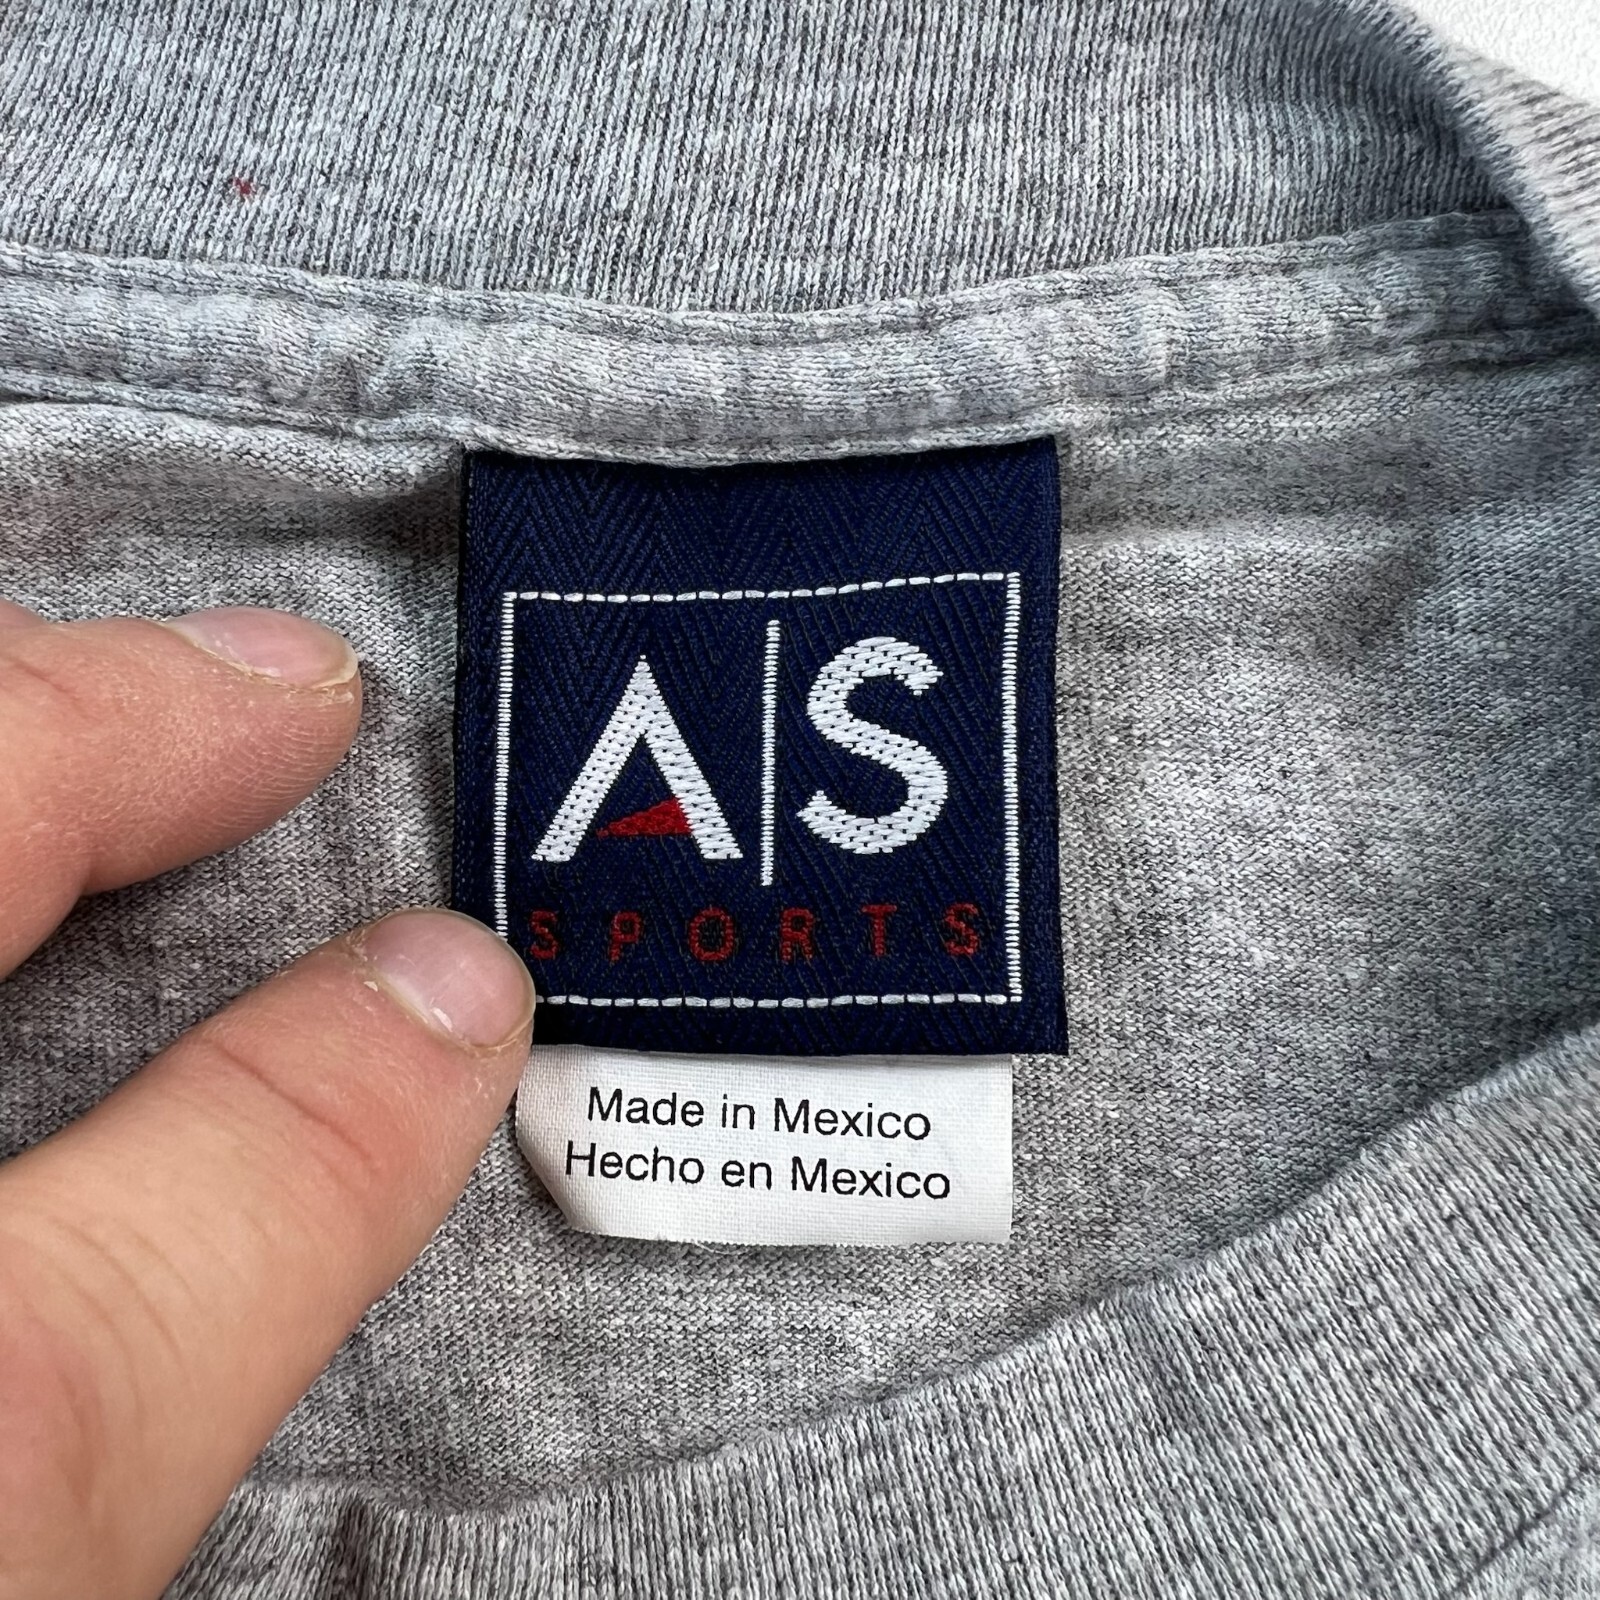 A|S
SPORTS
Made in Mexico
Hecho en Mexico